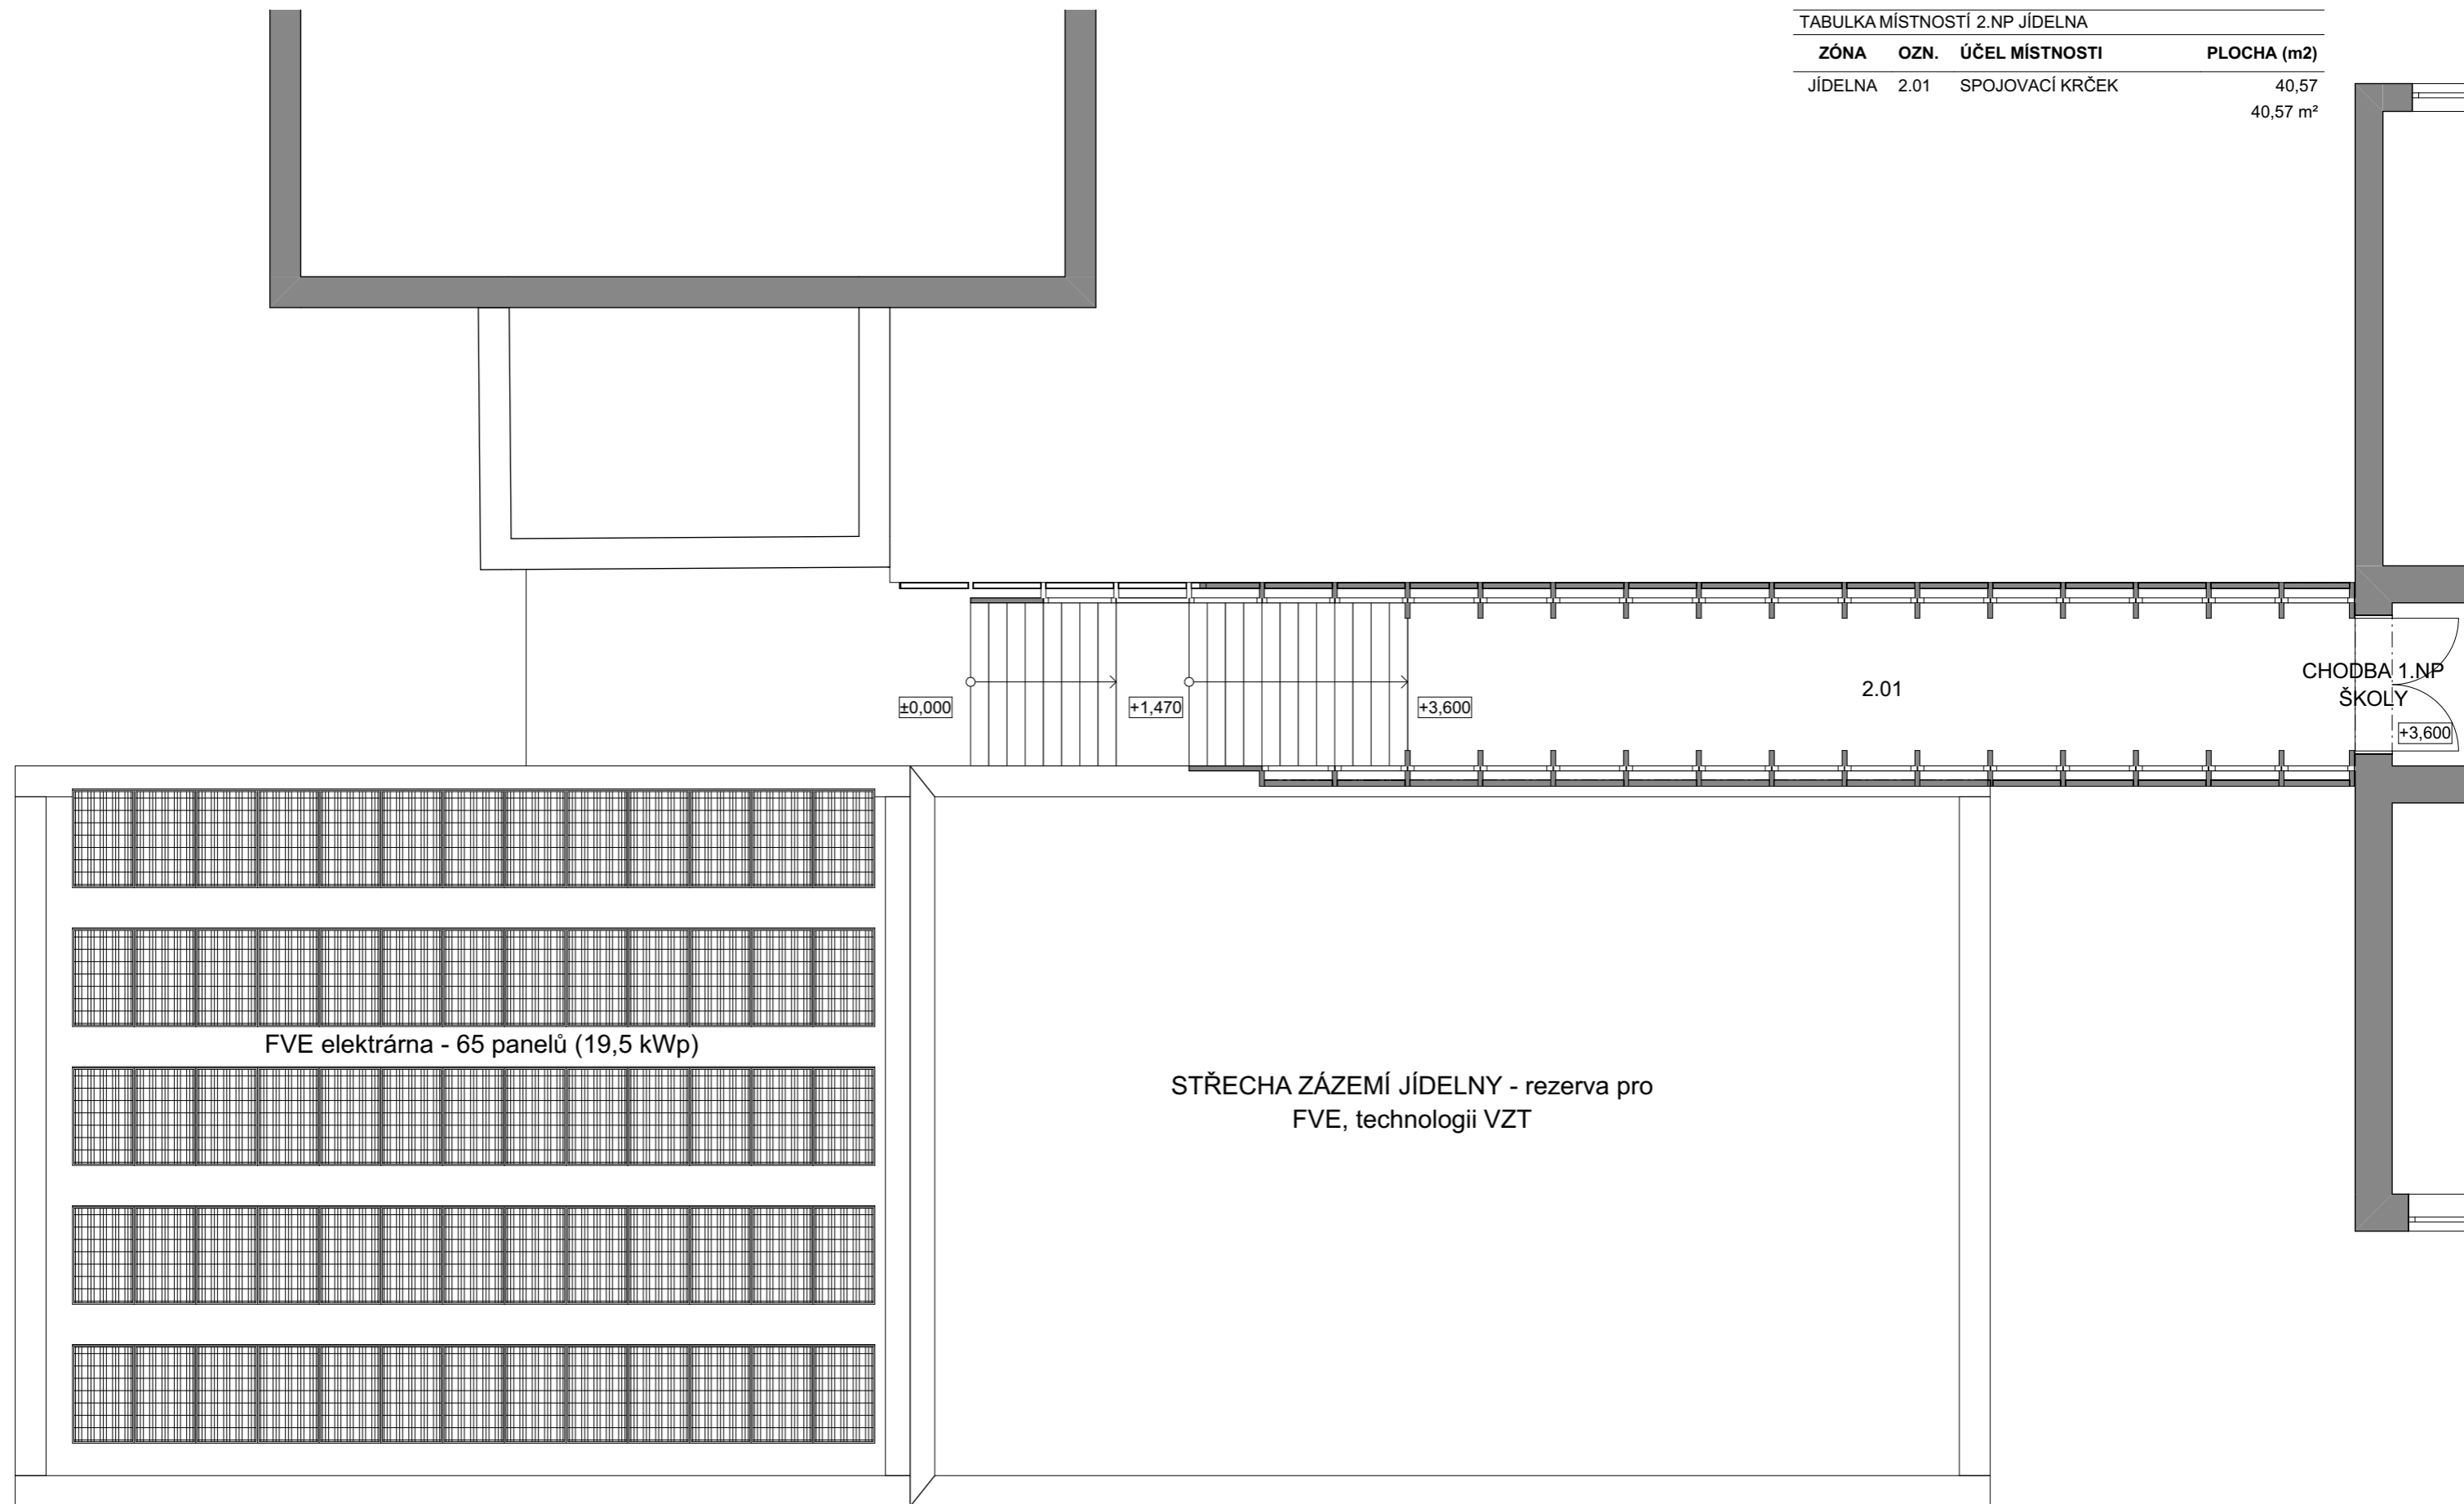 TABULKA MÍSTNOSTÍ 2.NP JÍDELNA
ZÓNA OZN. ÚČEL MÍSTNOSTI PLOCHA (m2)
JÍDELNA 2.01 SPOJOVACÍ KRČEK 40,57
40,57 m²
2.01
CHODBA 1.NP
ŠKOLY
±0,000 +1,470 +3,600
+3,600
FVE elektrárna - 65 panelů (19,5 kWp)
STŘECHA ZÁZEMÍ JÍDELNY - rezerva pro
FVE, technologii VZT